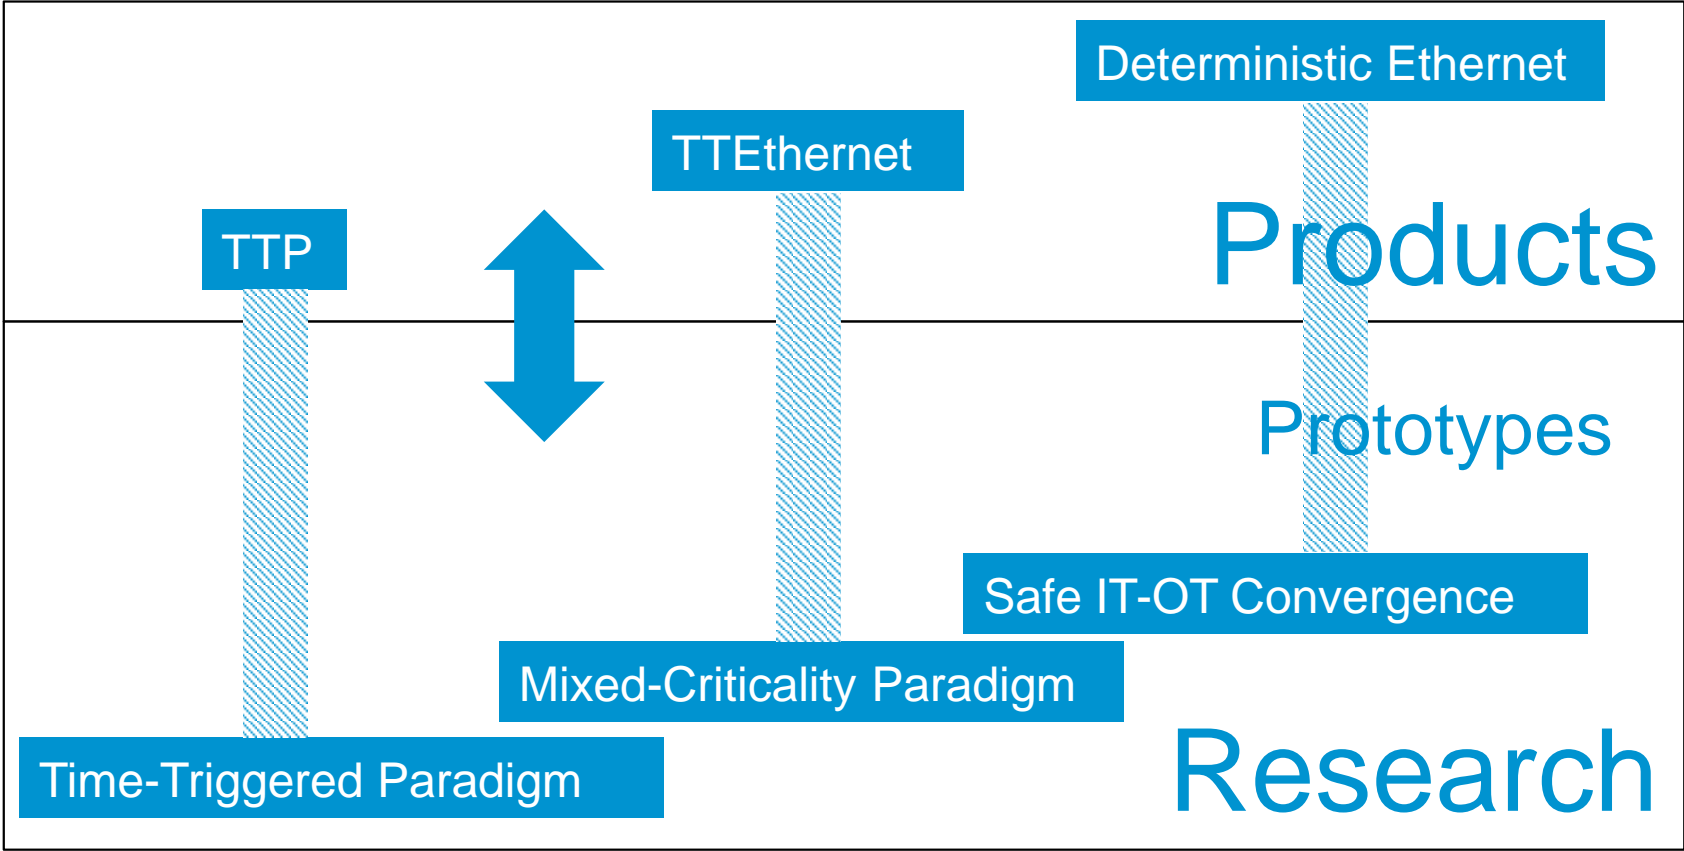 Deterministic Ethernet
TTEthernet
TTP
Products
Prototypes
Safe IT-OT Convergence
Mixed-Criticality Paradigm
Time-Triggered Paradigm
Research